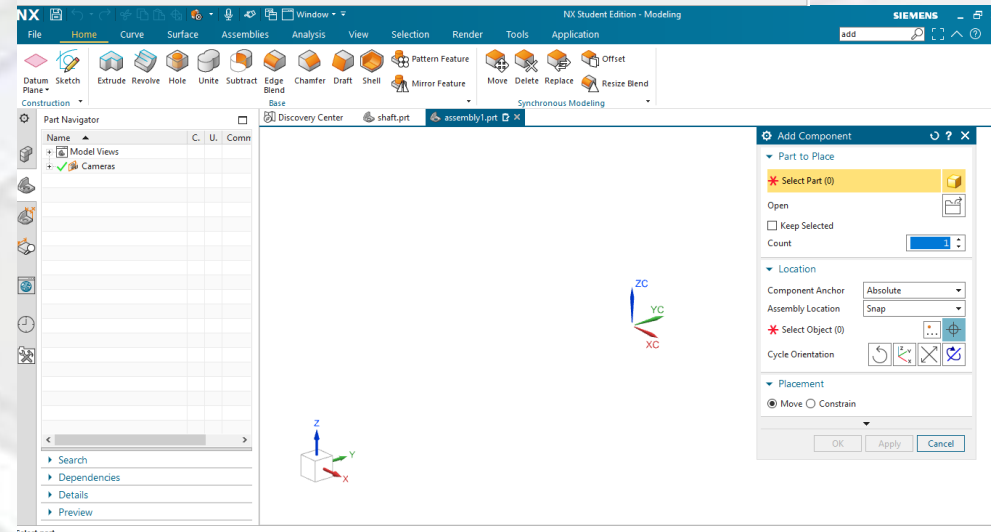 NX Window NX Student Edition - Modeling SIEMENS
File Home Curve Surface Assemblies Analysis View Selection Render Tools Application add
Datum Plane Sketch Extrude Revolve Hole Unite Subtract Edge Blend Chamfer Draft Shell Pattern Feature Mirror Feature Move Delete Replace Offset Resize Blend
Construction Base Synchronous Modeling
Part Navigator Discovery Center shaft.prt assembly1.prt
Name C. U. Comm
Model Views
Cameras
Search
Dependencies
Details
Preview
ZC
YC
XC
Z
Y
X
Add Component
Part to Place
Select Part (0)
Open
Keep Selected
Count 1
Location
Component Anchor Absolute
Assembly Location Snap
Select Object (0)
Cycle Orientation
Placement
Move Constrain
OK Apply Cancel